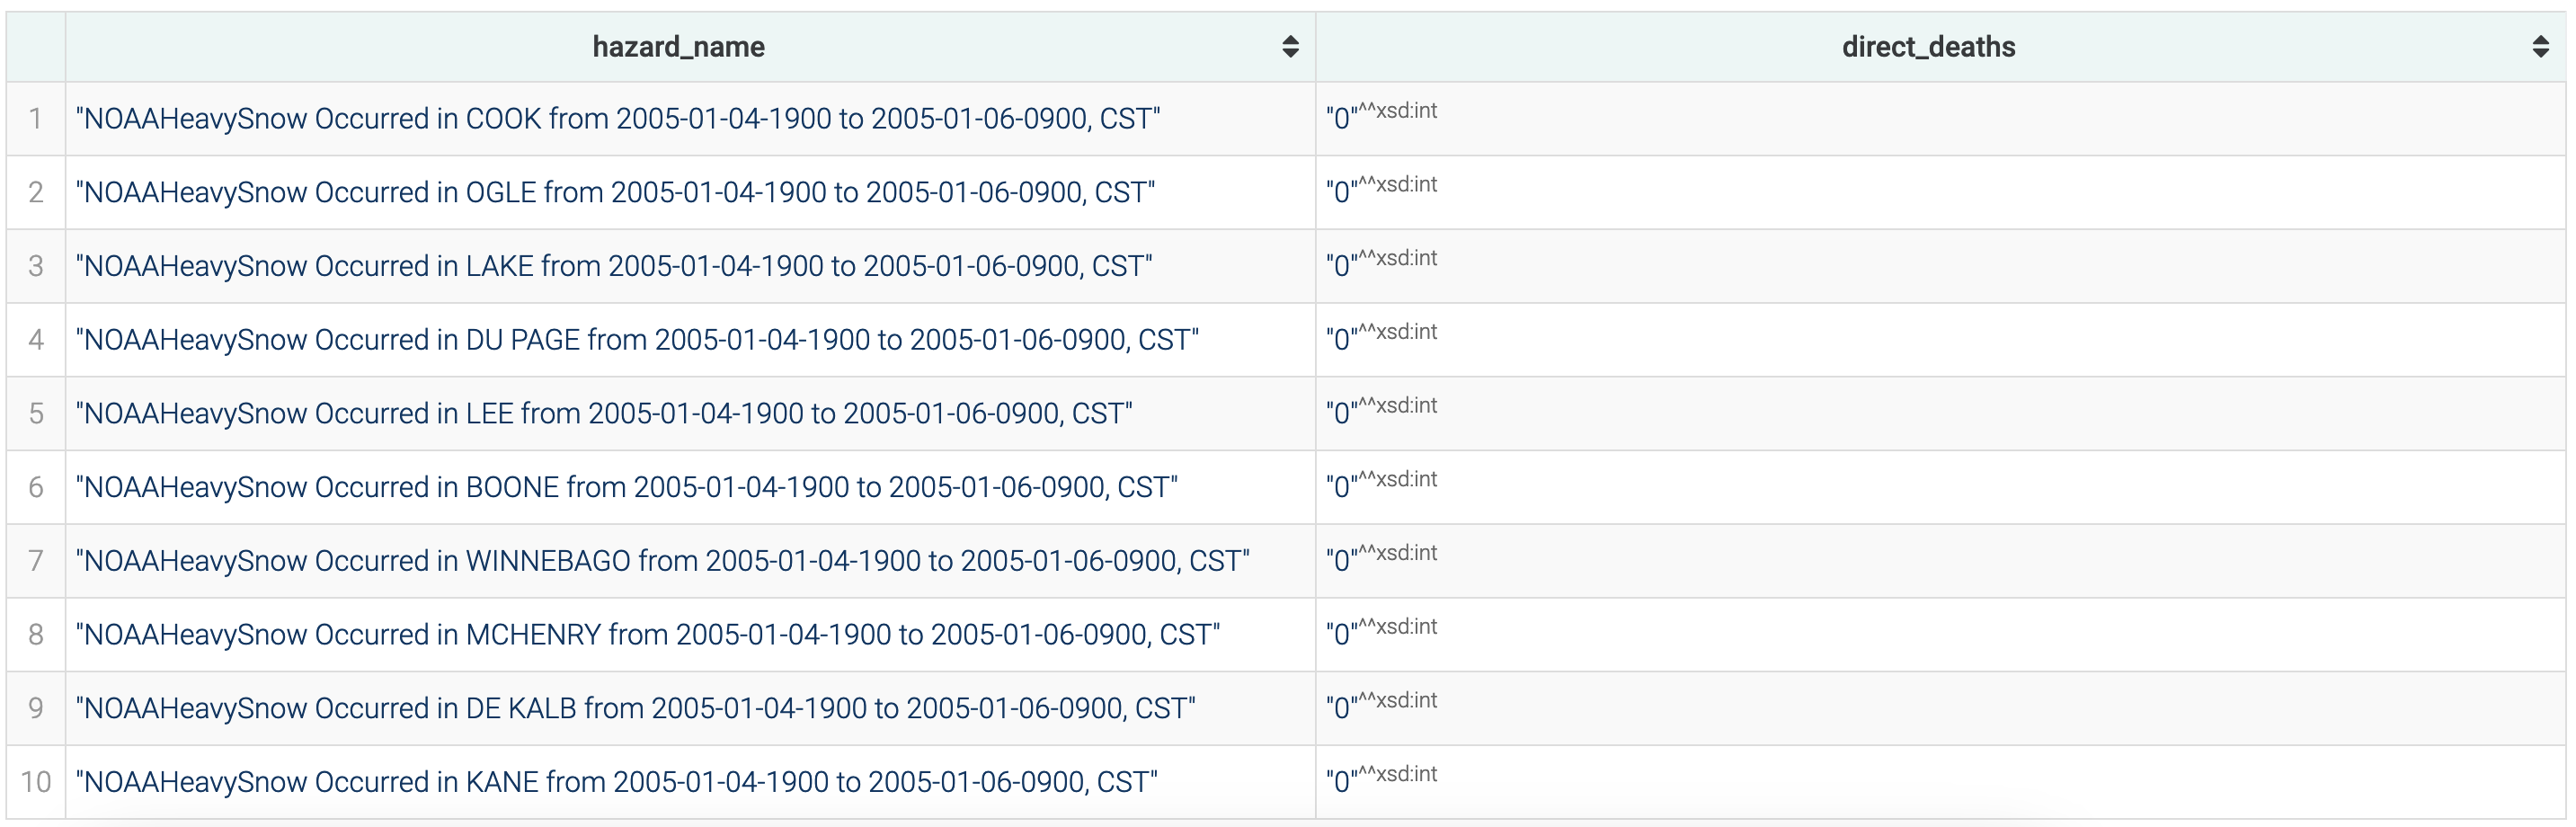 hazard_name direct_deaths
1 "NOAAHeavySnow Occurred in COOK from 2005-01-04-1900 to 2005-01-06-0900, CST" "0"^^xsd:int
2 "NOAAHeavySnow Occurred in OGLE from 2005-01-04-1900 to 2005-01-06-0900, CST" "0"^^xsd:int
3 "NOAAHeavySnow Occurred in LAKE from 2005-01-04-1900 to 2005-01-06-0900, CST" "0"^^xsd:int
4 "NOAAHeavySnow Occurred in DU PAGE from 2005-01-04-1900 to 2005-01-06-0900, CST" "0"^^xsd:int
5 "NOAAHeavySnow Occurred in LEE from 2005-01-04-1900 to 2005-01-06-0900, CST" "0"^^xsd:int
6 "NOAAHeavySnow Occurred in BOONE from 2005-01-04-1900 to 2005-01-06-0900, CST" "0"^^xsd:int
7 "NOAAHeavySnow Occurred in WINNEBAGO from 2005-01-04-1900 to 2005-01-06-0900, CST" "0"^^xsd:int
8 "NOAAHeavySnow Occurred in MCHENRY from 2005-01-04-1900 to 2005-01-06-0900, CST" "0"^^xsd:int
9 "NOAAHeavySnow Occurred in DE KALB from 2005-01-04-1900 to 2005-01-06-0900, CST" "0"^^xsd:int
10 "NOAAHeavySnow Occurred in KANE from 2005-01-04-1900 to 2005-01-06-0900, CST" "0"^^xsd:int